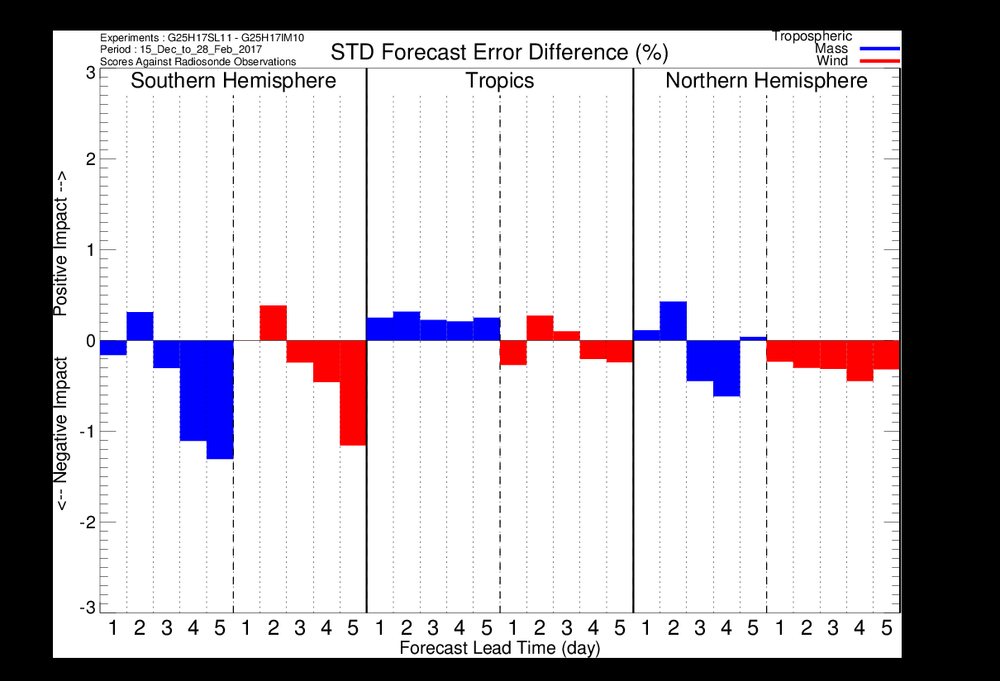 Experiments : G25H17SL11 - G25H17IM10
Period : 15_Dec_to_28_Feb_2017
Scores Against Radiosonde Observations
STD Forecast Error Difference (%)
Tropospheric
Mass
Wind
Southern Hemisphere
Tropics
Northern Hemisphere
Positive Impact -->
<-- Negative Impact
3
2
1
0
-1
-2
-3
1 2 3 4 5 1 2 3 4 5 1 2 3 4 5 1 2 3 4 5 1 2 3 4 5 1 2 3 4 5
Forecast Lead Time (day)